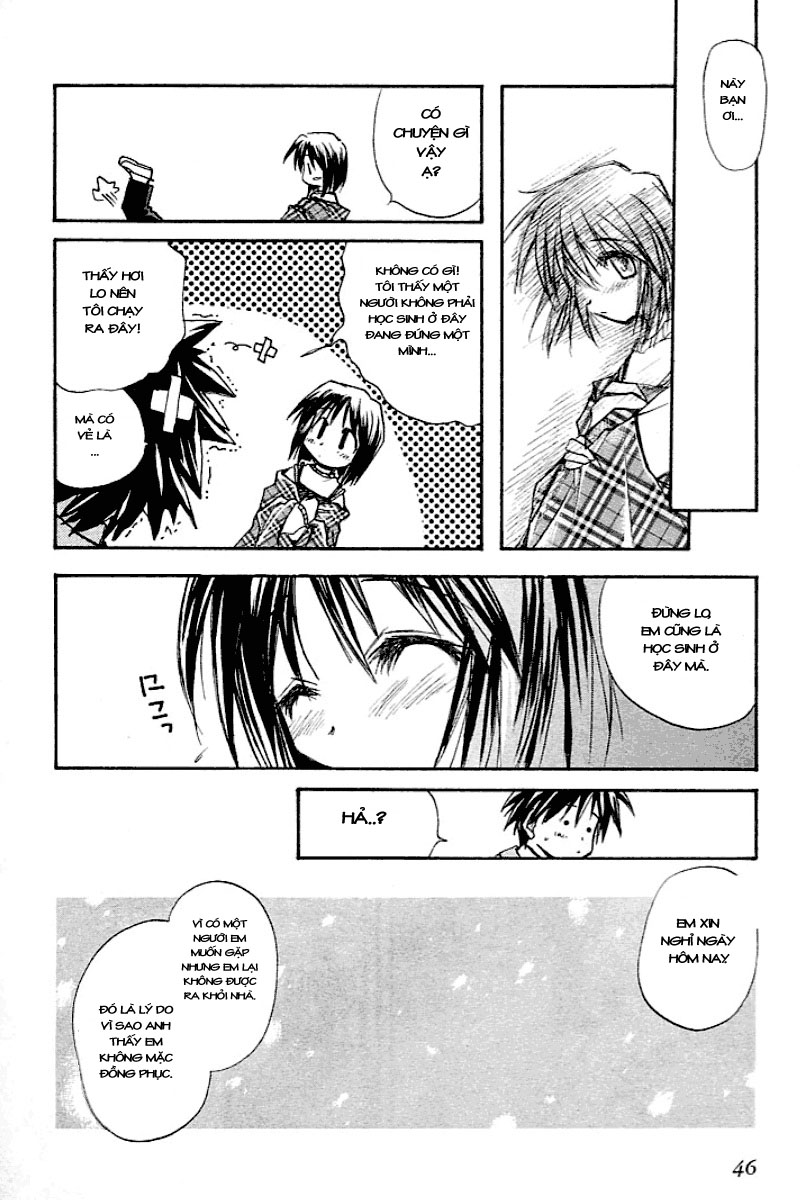 NÀY
BẠN
ƠI...
CÓ
CHUYỆN GÌ
VẬY
Ạ?
KHÔNG CÓ GÌ!
TÔI THẤY MỘT
NGƯỜI KHÔNG PHẢI
HỌC SINH Ở ĐÂY
ĐANG ĐỨNG MỘT
MÌNH...
THẤY HƠI
LO NÊN
TÔI CHẠY
RA ĐÂY!
MÀ CÓ
VẺ LÀ
...
ĐỪNG LO,
EM CŨNG LÀ
HỌC SINH Ở
ĐÂY MÀ.
ニコッ
HẢ..?
EM XIN
NGHỈ NGÀY
HÔM NAY.
VÌ CÓ MỘT
NGƯỜI EM
MUỐN GẶP
NHƯNG EM LẠI
KHÔNG ĐƯỢC
RA KHỎI NHÀ.
ĐÓ LÀ LÝ DO
VÌ SAO ANH
THẤY EM
KHÔNG MẶC
ĐỒNG PHỤC.
46